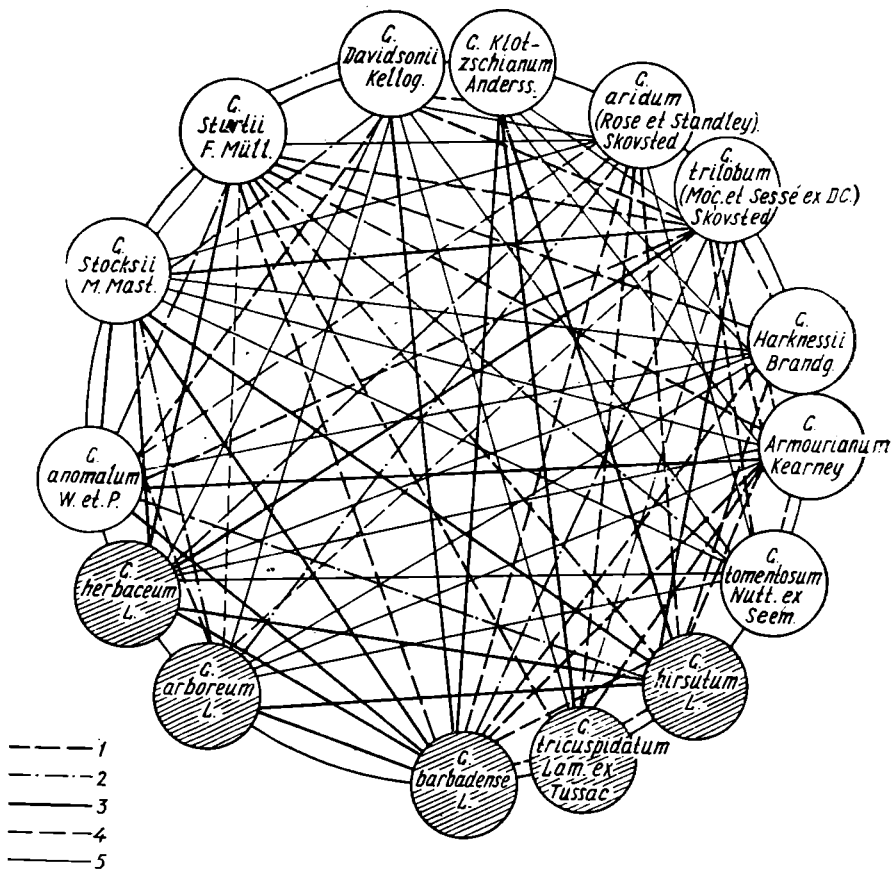 G.
Davidsonii
Kellog.
G. Klot-
zschianum
Anderss.
G.
aridum
(Rose et Standley).
Skovsted
G.
trilobum
(Moc. et Sessé ex DC.)
Skovsted
G.
Harknessii
Brandg.
G.
Armourianum
Kearney
G.
tomentosum
Nutt. ex
Seem.
G.
hirsutum
L.
G.
tricuspidatum
Lam. ex
Tussac
G.
barbadense
L.
G.
arboreum
L.
G.
herbaceum
L.
G.
anomalum
W. et. P.
G.
Stocksii
M. Mast.
G.
Sturtii
F. Müll.
1
2
3
4
5